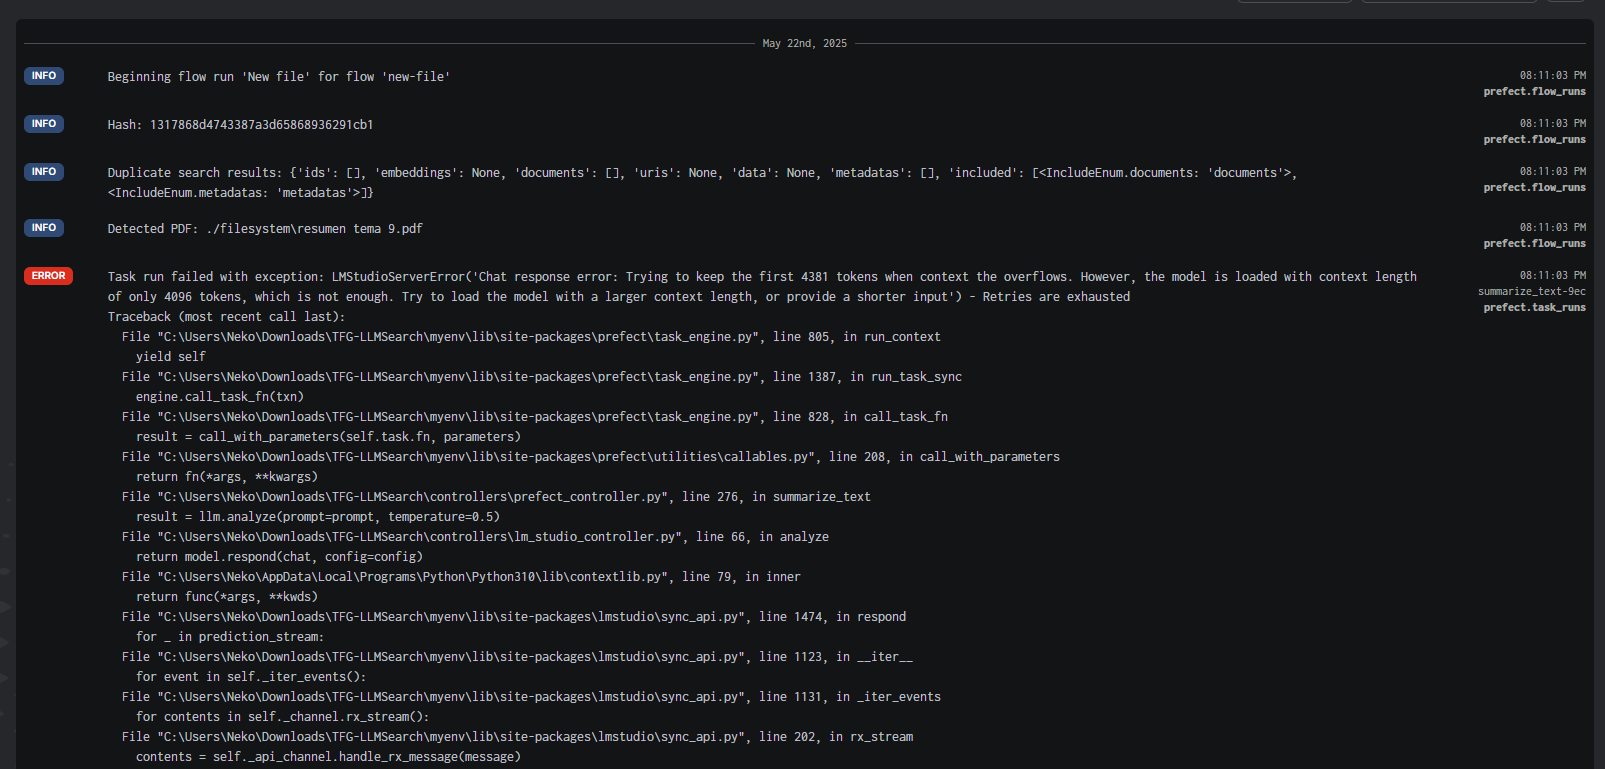 May 22nd, 2025
INFO Beginning flow run 'New file' for flow 'new-file' 08:11:03 PM
prefect.flow_runs
INFO Hash: 1317868d4743387a3d65868936291cb1 08:11:03 PM
prefect.flow_runs
INFO Duplicate search results: {'ids': [], 'embeddings': None, 'documents': [], 'uris': None, 'data': None, 'metadatas': [], 'included': [<IncludeEnum.documents: 'documents'>, 08:11:03 PM
<IncludeEnum.metadatas: 'metadatas'>]} prefect.flow_runs
INFO Detected PDF: ./filesystem\resumen tema 9.pdf 08:11:03 PM
prefect.flow_runs
ERROR Task run failed with exception: LMStudioServerError('Chat response error: Trying to keep the first 4381 tokens when context the overflows. However, the model is loaded with context length 08:11:03 PM
of only 4096 tokens, which is not enough. Try to load the model with a larger context length, or provide a shorter input') - Retries are exhausted summarize_text-9ec
Traceback (most recent call last): prefect.task_runs
File "C:\Users\Neko\Downloads\TFG-LLMSearch\myenv\lib\site-packages\prefect\task_engine.py", line 805, in run_context
yield self
File "C:\Users\Neko\Downloads\TFG-LLMSearch\myenv\lib\site-packages\prefect\task_engine.py", line 1387, in run_task_sync
engine.call_task_fn(txn)
File "C:\Users\Neko\Downloads\TFG-LLMSearch\myenv\lib\site-packages\prefect\task_engine.py", line 828, in call_task_fn
result = call_with_parameters(self.task.fn, parameters)
File "C:\Users\Neko\Downloads\TFG-LLMSearch\myenv\lib\site-packages\prefect\utilities\callables.py", line 208, in call_with_parameters
return fn(*args, **kwargs)
File "C:\Users\Neko\Downloads\TFG-LLMSearch\controllers\prefect_controller.py", line 276, in summarize_text
result = llm.analyze(prompt=prompt, temperature=0.5)
File "C:\Users\Neko\Downloads\TFG-LLMSearch\controllers\lm_studio_controller.py", line 66, in analyze
return model.respond(chat, config=config)
File "C:\Users\Neko\AppData\Local\Programs\Python\Python310\lib\contextlib.py", line 79, in inner
return func(*args, **kwds)
File "C:\Users\Neko\Downloads\TFG-LLMSearch\myenv\lib\site-packages\lmstudio\sync_api.py", line 1474, in respond
for _ in prediction_stream:
File "C:\Users\Neko\Downloads\TFG-LLMSearch\myenv\lib\site-packages\lmstudio\sync_api.py", line 1123, in __iter__
for event in self._iter_events():
File "C:\Users\Neko\Downloads\TFG-LLMSearch\myenv\lib\site-packages\lmstudio\sync_api.py", line 1131, in _iter_events
for contents in self._channel.rx_stream():
File "C:\Users\Neko\Downloads\TFG-LLMSearch\myenv\lib\site-packages\lmstudio\sync_api.py", line 202, in rx_stream
contents = self._api_channel.handle_rx_message(message)